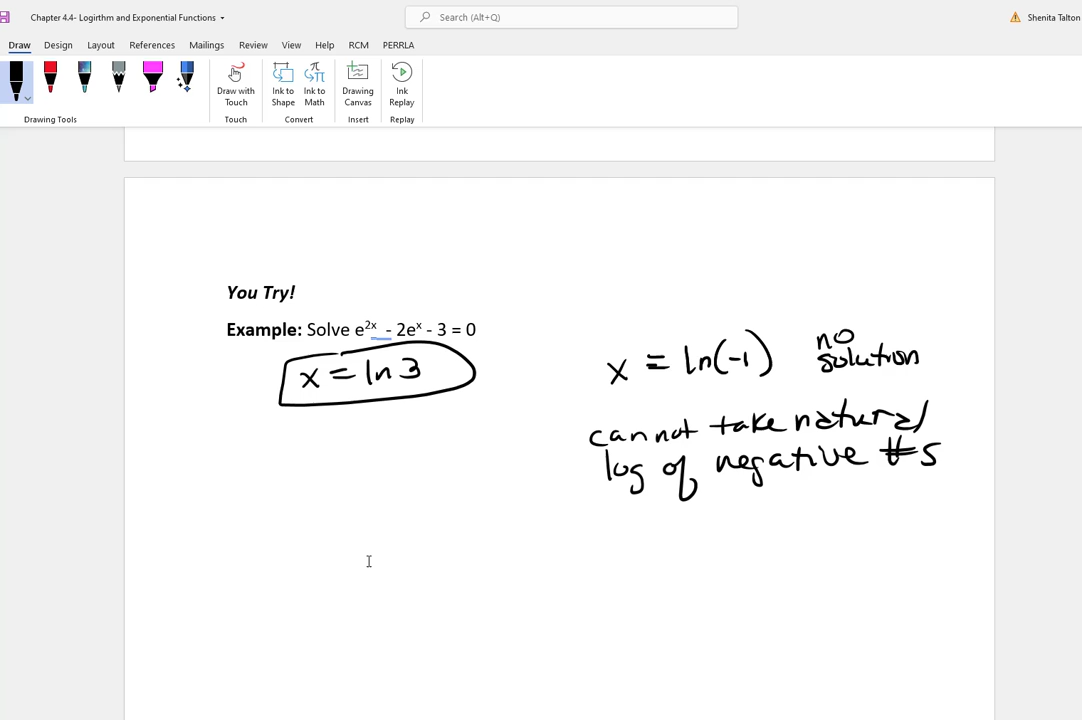 Chapter 4.4- Logirthm and Exponential Functions
Search (Alt+Q)
Shenita Talton
Draw Design Layout References Mailings Review View Help RCM PERRLA
Draw with Touch
Ink to Shape
Ink to Math
Drawing Canvas
Ink Replay
Drawing Tools Touch Convert Insert Replay
You Try!
Example: Solve e²ˣ - 2eˣ - 3 = 0
x = ln 3
x = ln(-1) no solution
cannot take natural
log of negative #s